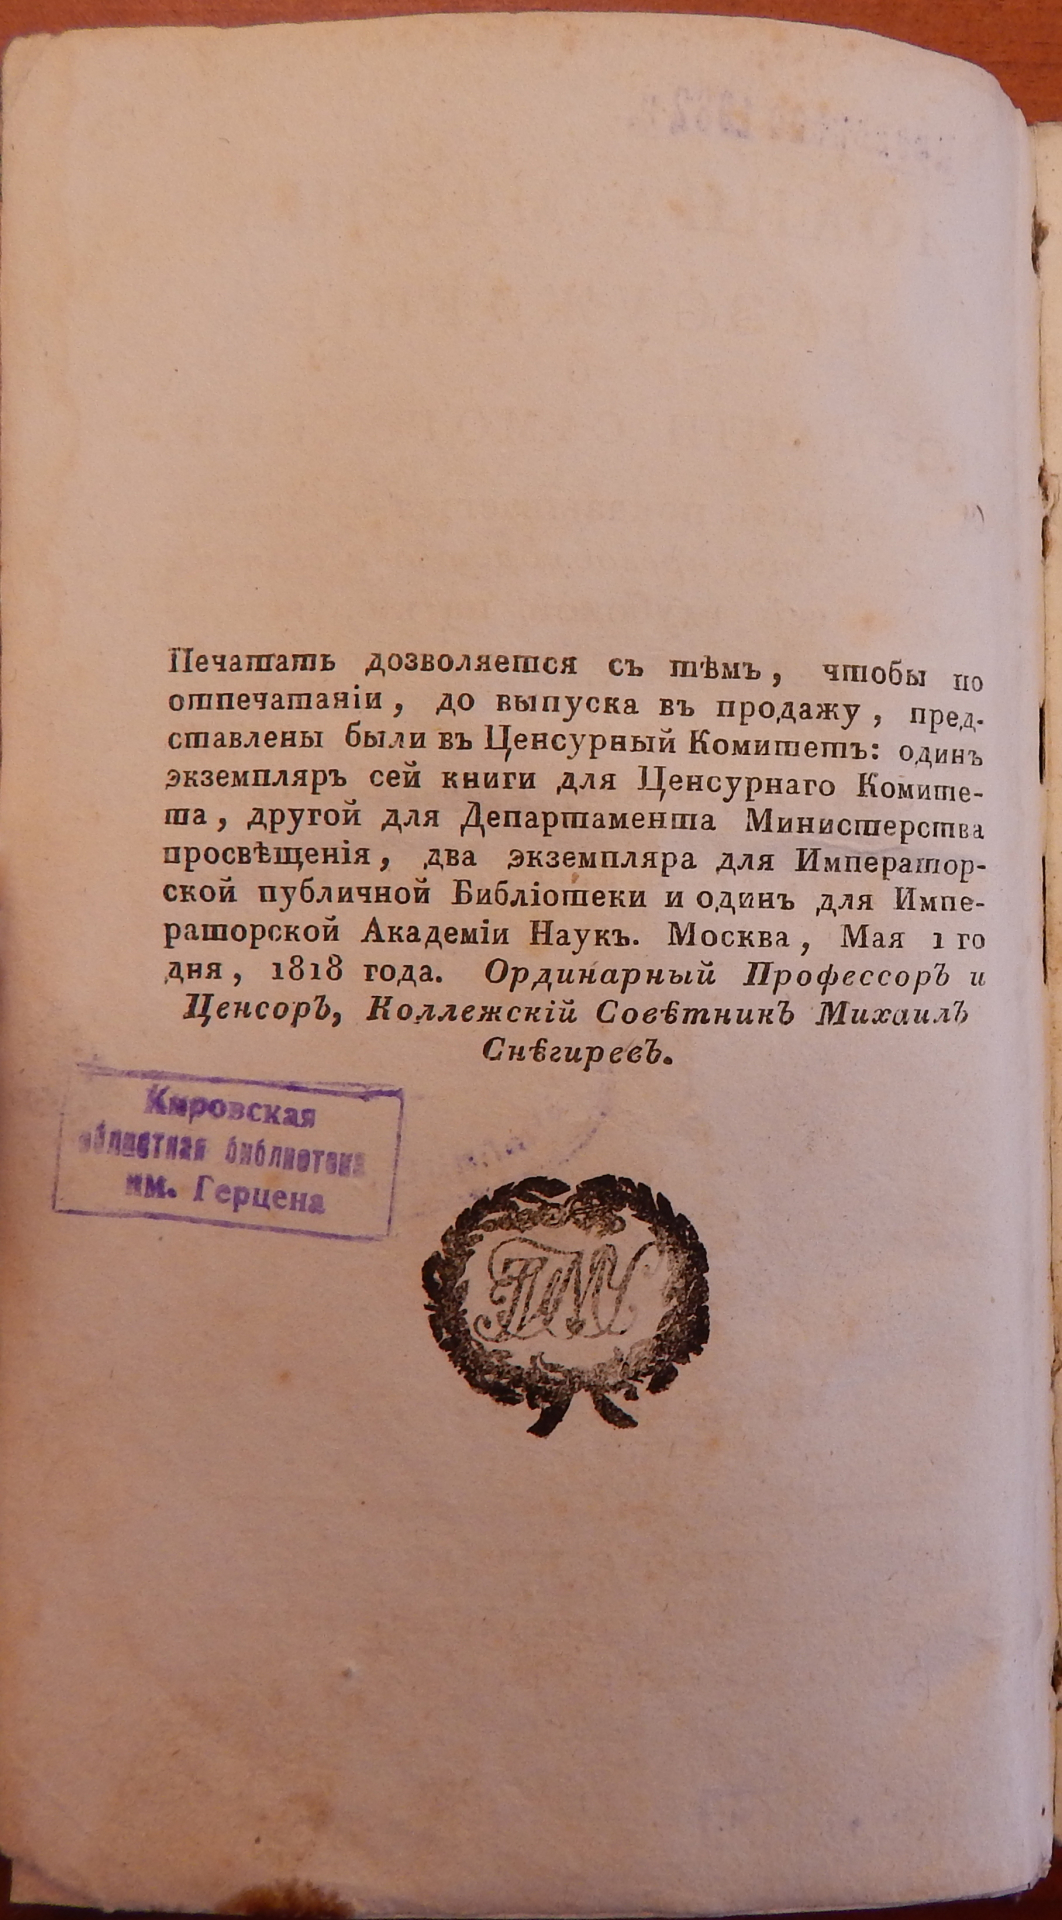 Печатать дозволяется съ тѣмъ, чтобы по
отпечатаніи, до выпуска въ продажу, пред-
ставлены были въ Ценсурный Комитетъ: одинъ
экземпляръ сей книги для Ценсурнаго Комите-
та, другой для Департамента Министерства
просвѣщенія, два экземпляра для Император-
ской публичной Библіотеки и одинъ для Импе-
раторской Академіи Наукъ. Москва, Мая 1 го
дня, 1818 года. Ординарный Профессоръ и
Ценсоръ, Коллежскій Совѣтникъ Михаилъ
Снѣгиревъ.
Кировская
областная библиотека
им. Герцена